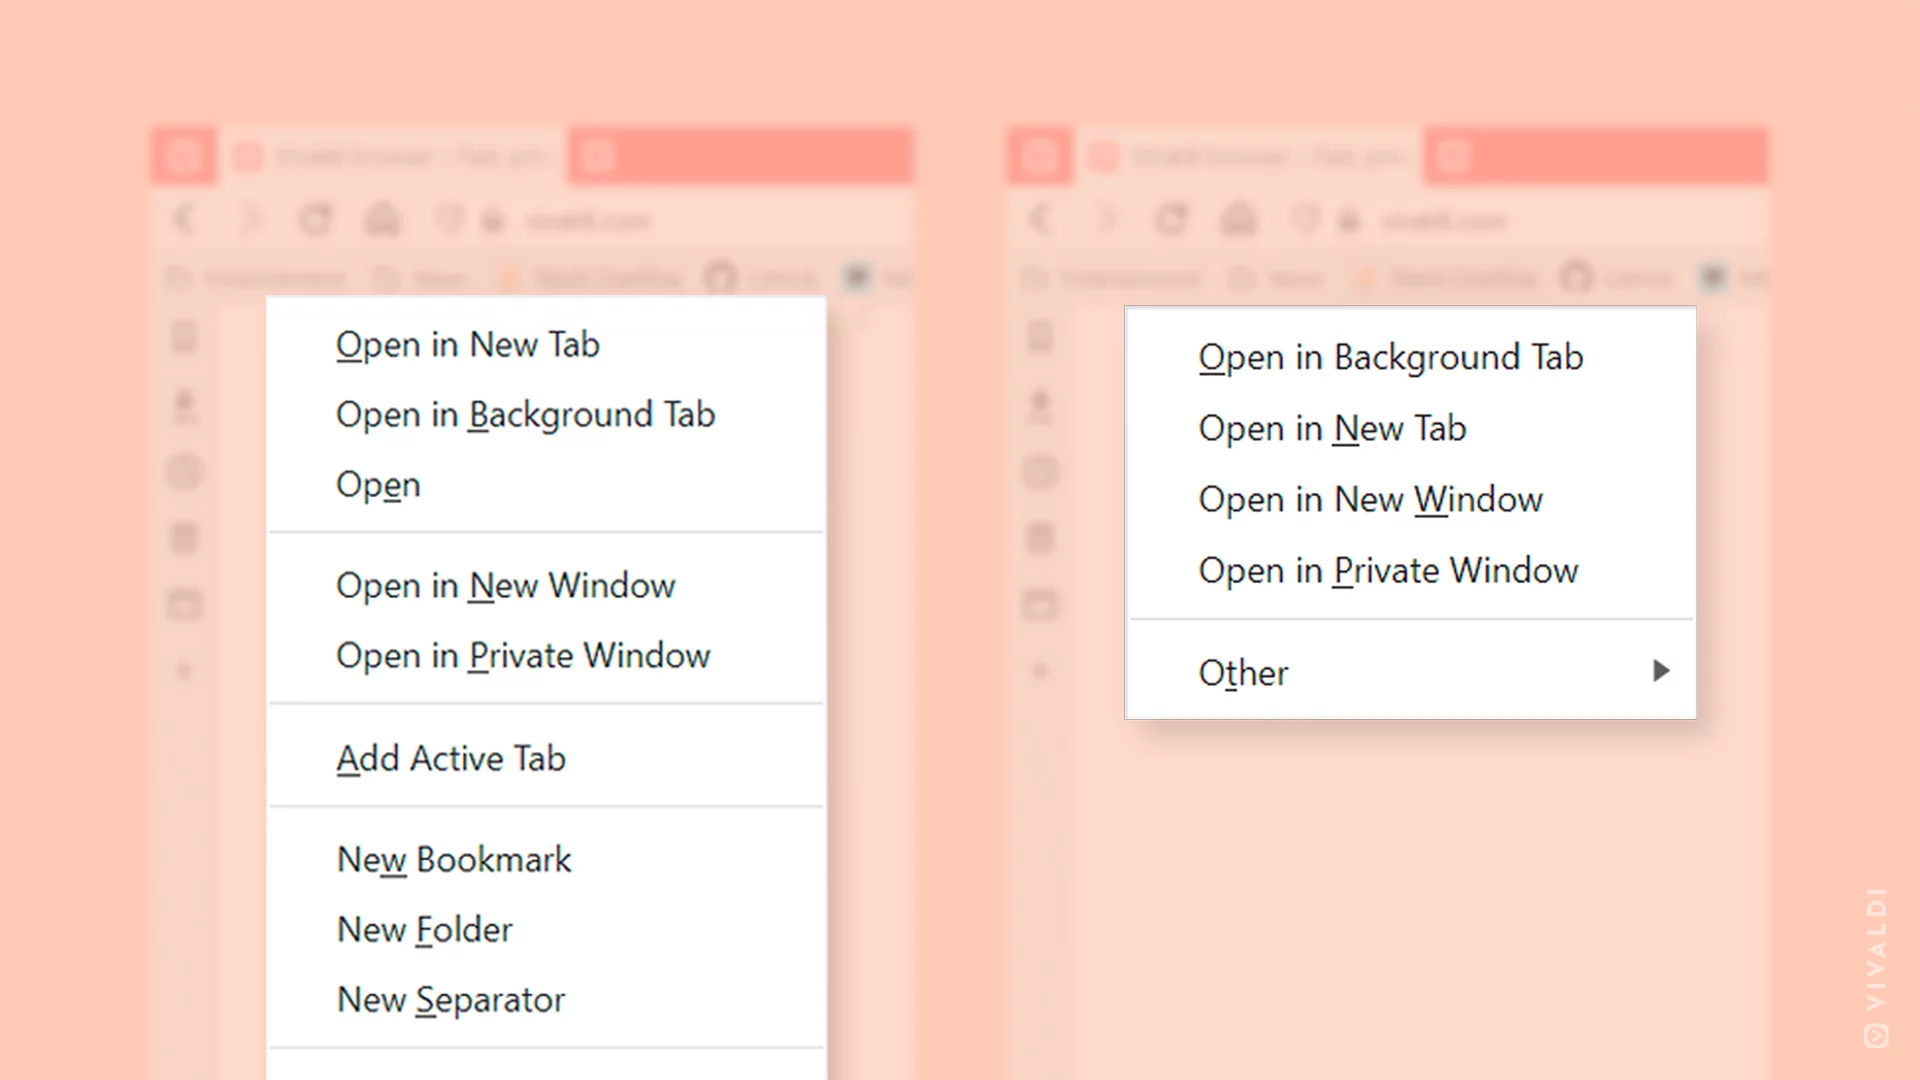 Open in New Tab
Open in Background Tab
Open
Open in New Window
Open in Private Window
Add Active Tab
New Bookmark
New Folder
New Separator
Open in Background Tab
Open in New Tab
Open in New Window
Open in Private Window
Other
VIVALDI